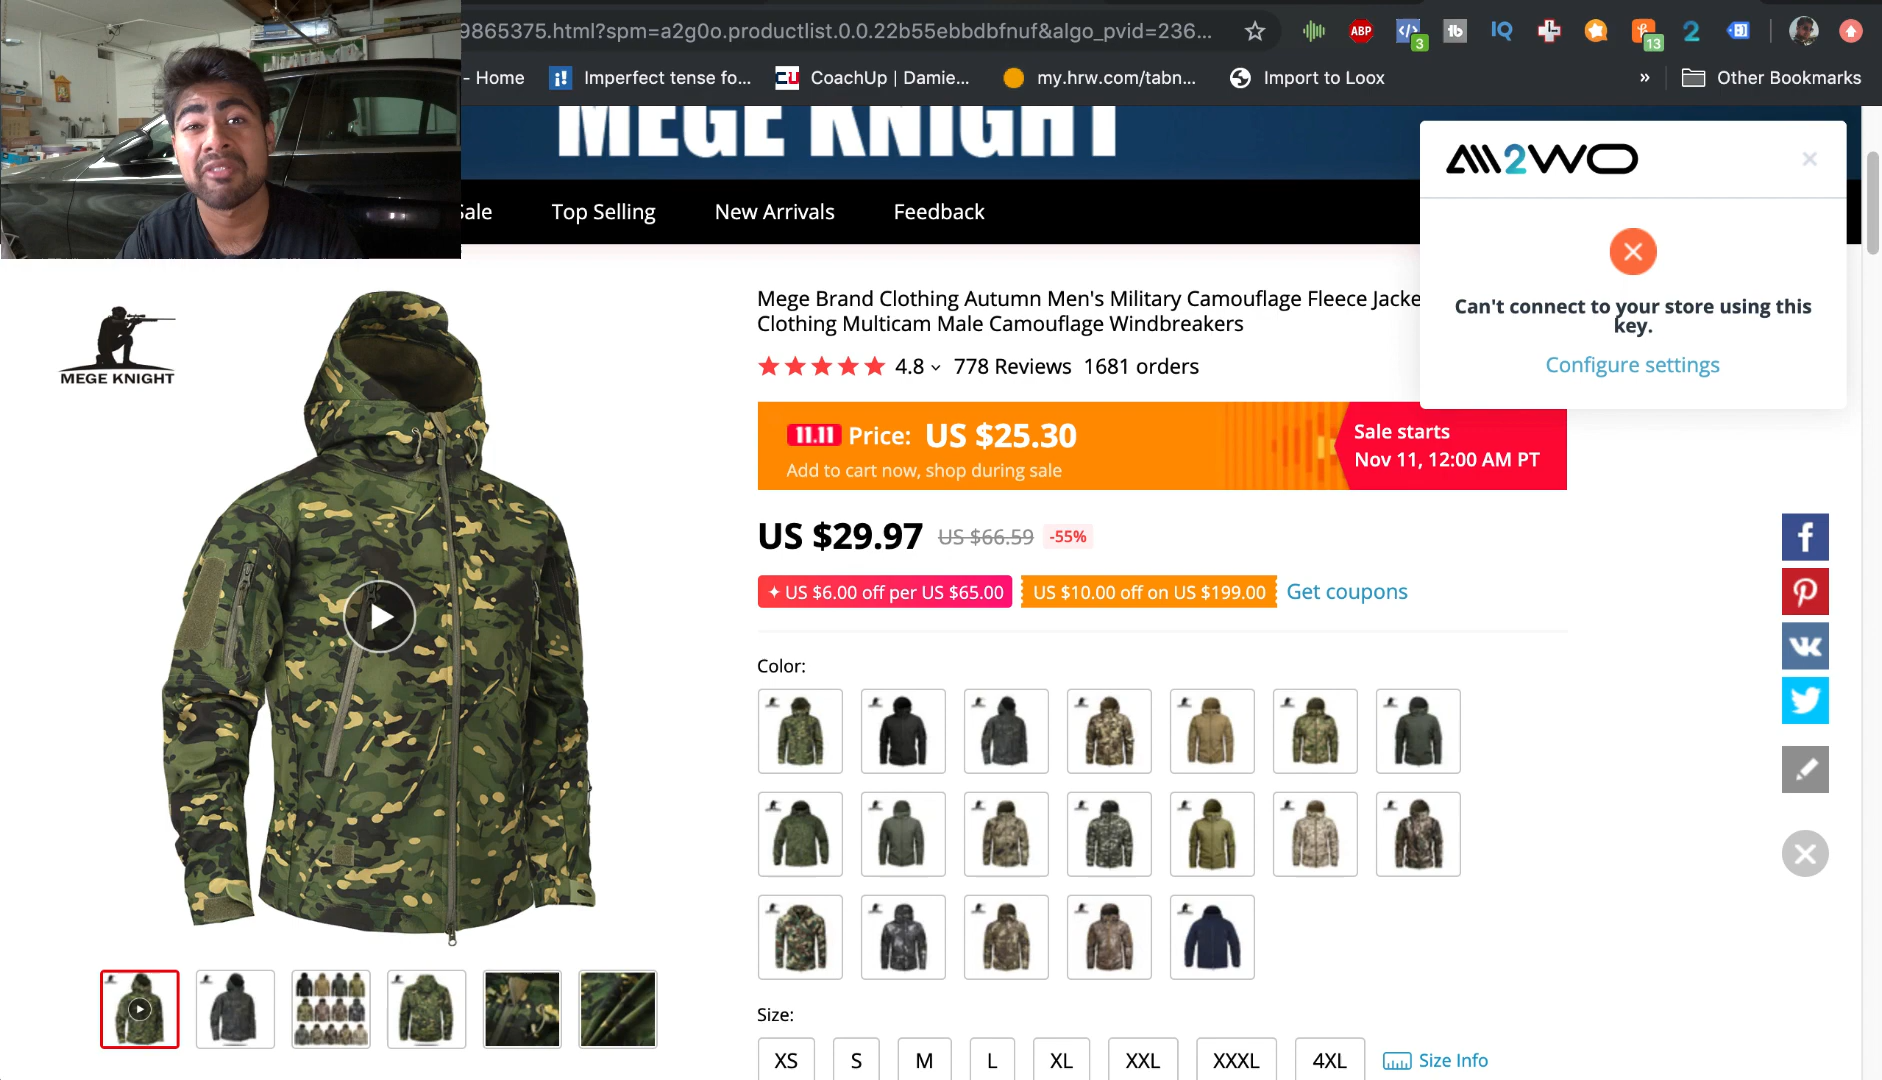 9865375.html?spm=a2g0o.productlist.0.0.22b55ebbdbfnuf&algo_pvid=236...
ABP
3
tb
IQ
13
2
- Home
Imperfect tense fo...
CU
CoachUp | Damie...
my.hrw.com/tabn...
Import to Loox
»
Other Bookmarks
MEGE KNIGHT
Sale
Top Selling
New Arrivals
Feedback
Ali2WOO
×
Can't connect to your store using this
key.
Configure settings
MEGE KNIGHT
Mege Brand Clothing Autumn Men's Military Camouflage Fleece Jacke
Clothing Multicam Male Camouflage Windbreakers
4.8
778 Reviews
1681 orders
11.11 Price: US $25.30
Add to cart now, shop during sale
Sale starts
Nov 11, 12:00 AM PT
US $29.97
US $66.59
-55%
US $6.00 off per US $65.00
US $10.00 off on US $199.00
Get coupons
Color:
Size:
XS
S
M
L
XL
XXL
XXXL
4XL
Size Info